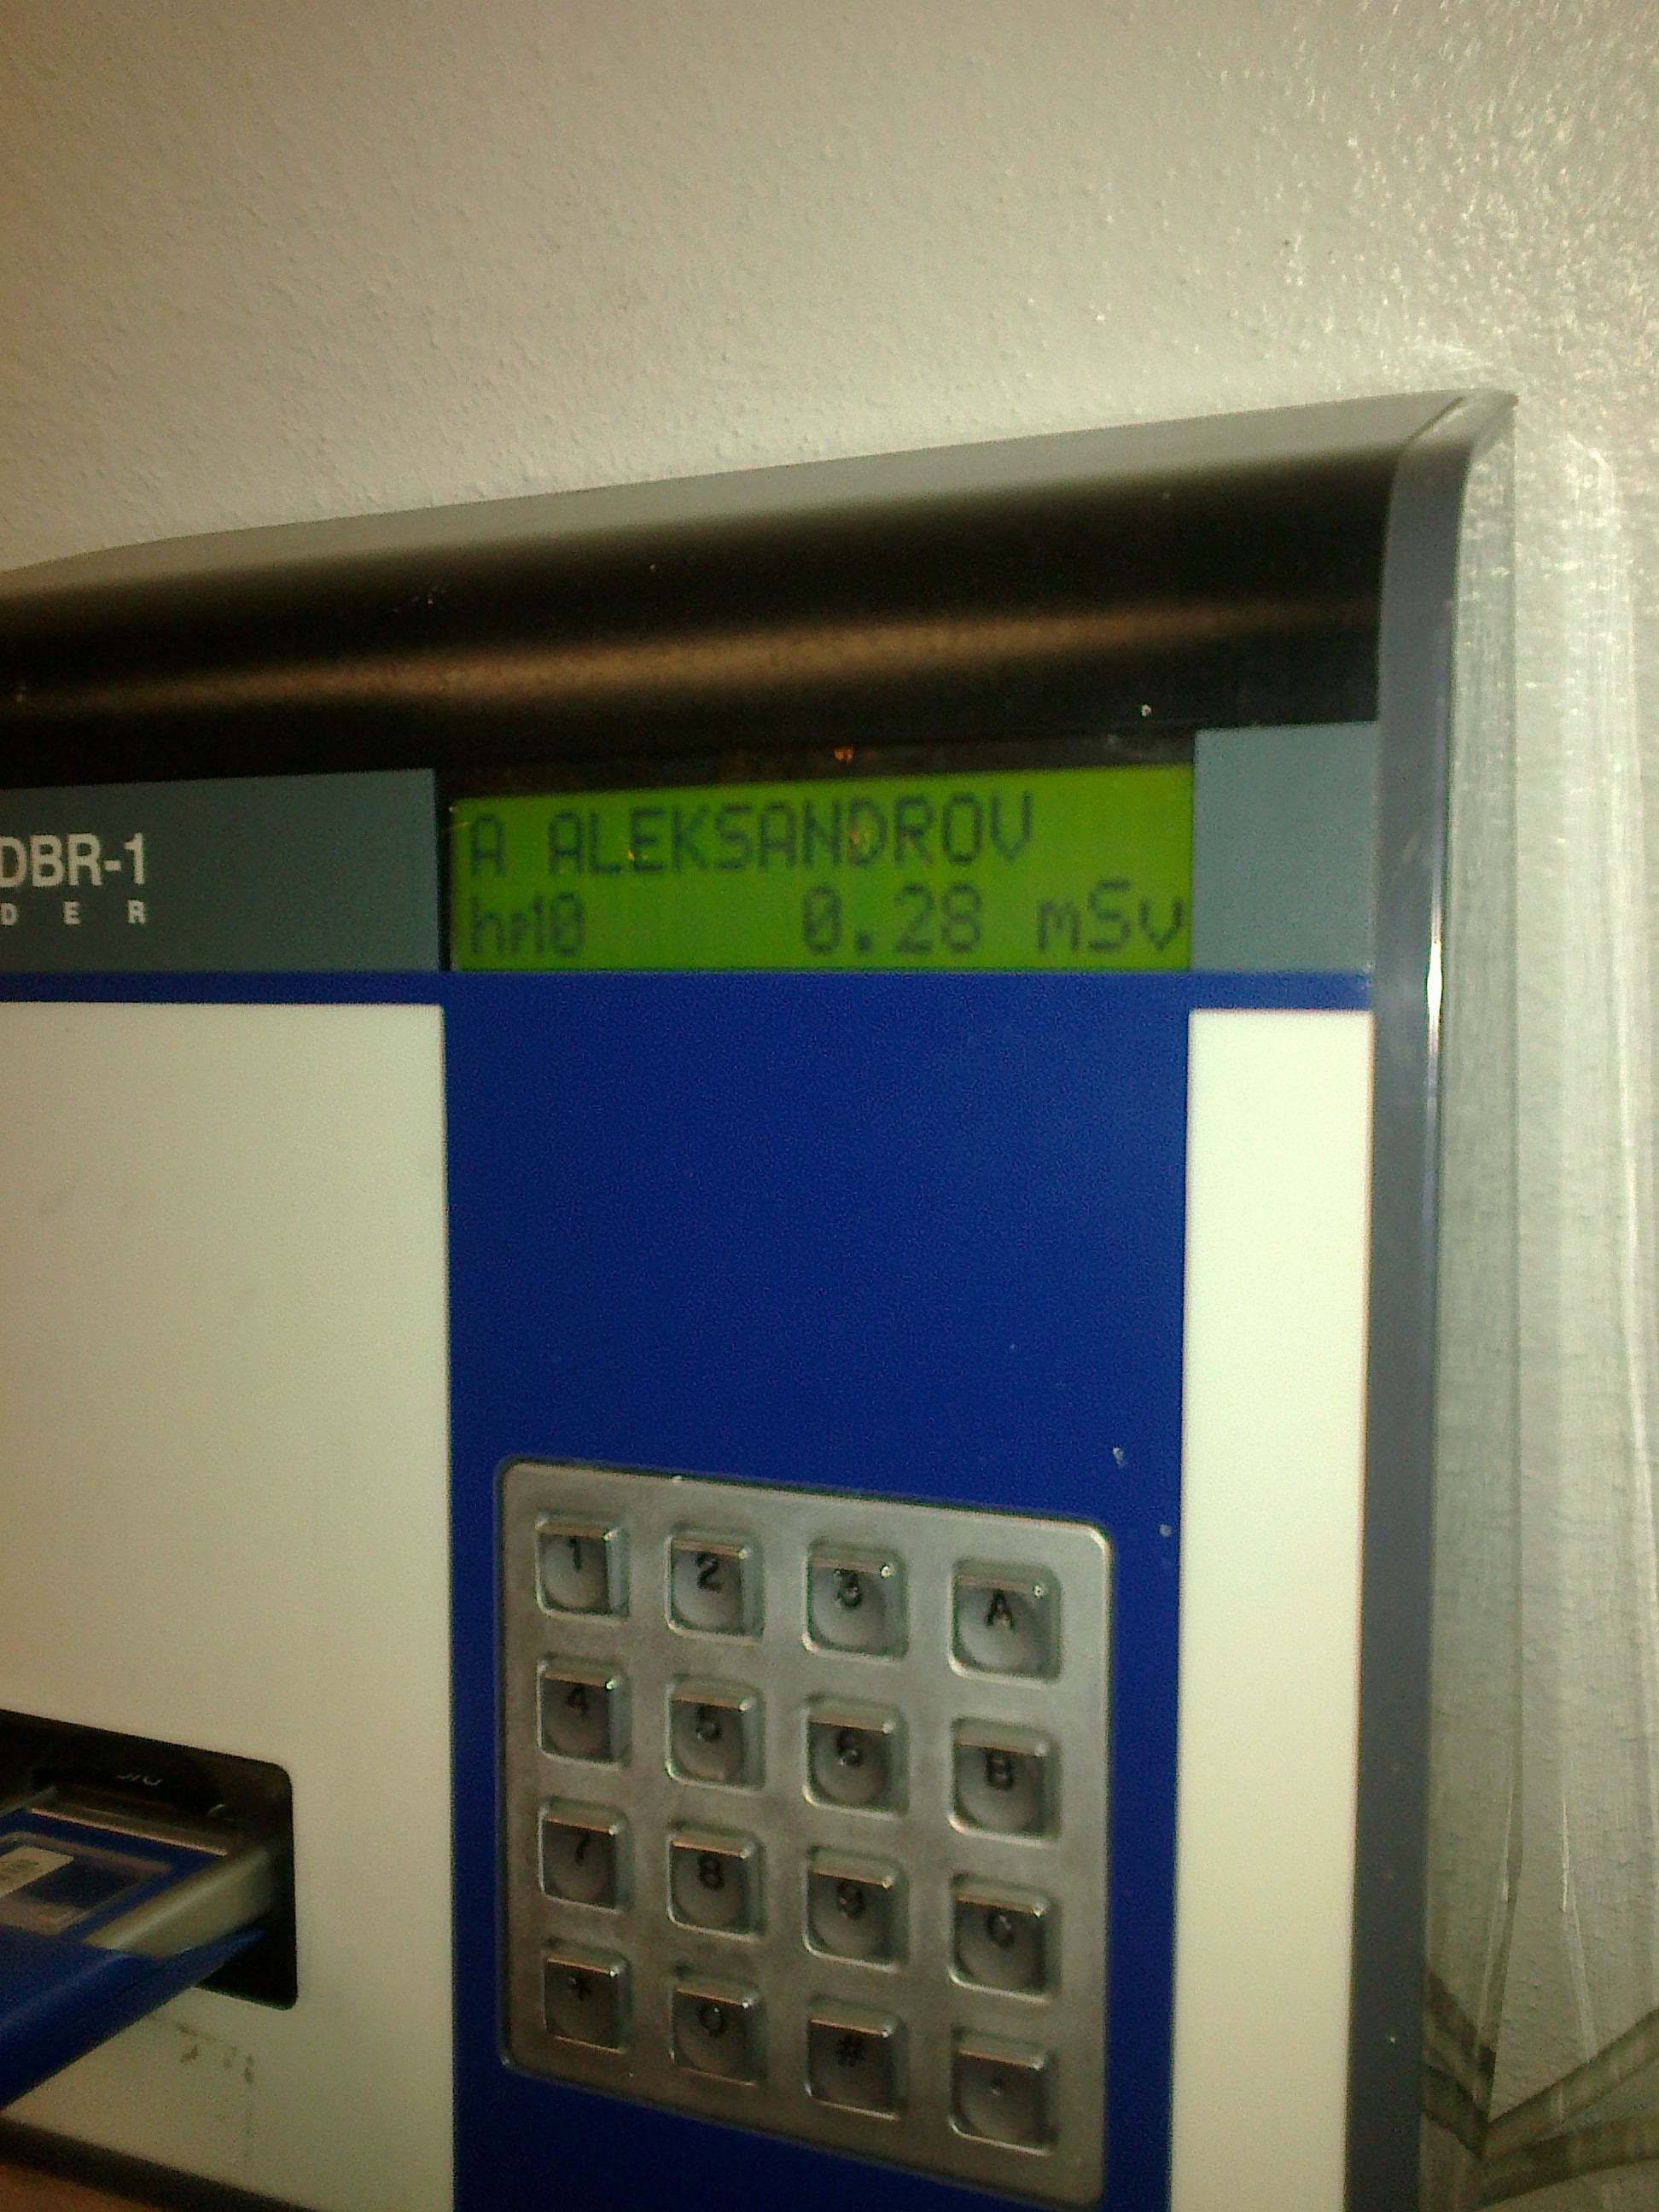 DBR-1
D E R
A ALEKSANDROV
hp10 0.28 mSv
1 2 3 A
4 5 6 B
7 8 9 C
* 0 # .